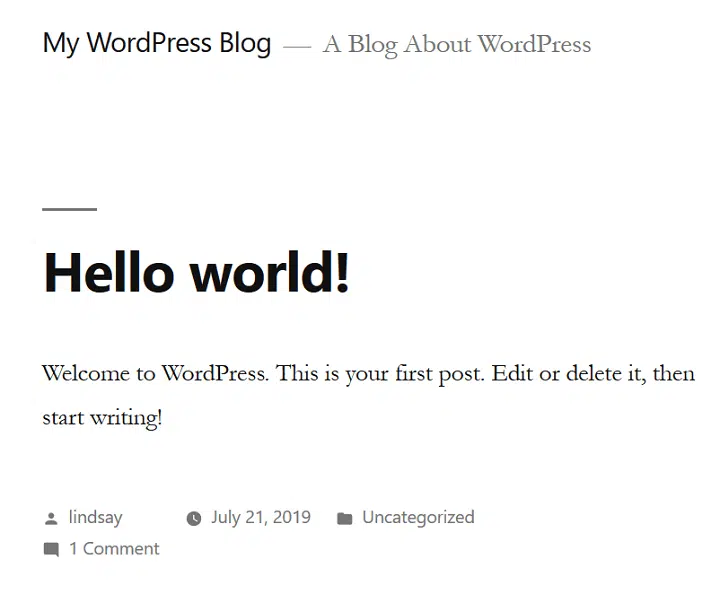 My WordPress Blog — A Blog About WordPress
Hello world!
Welcome to WordPress. This is your first post. Edit or delete it, then
start writing!
lindsay July 21, 2019 Uncategorized
1 Comment